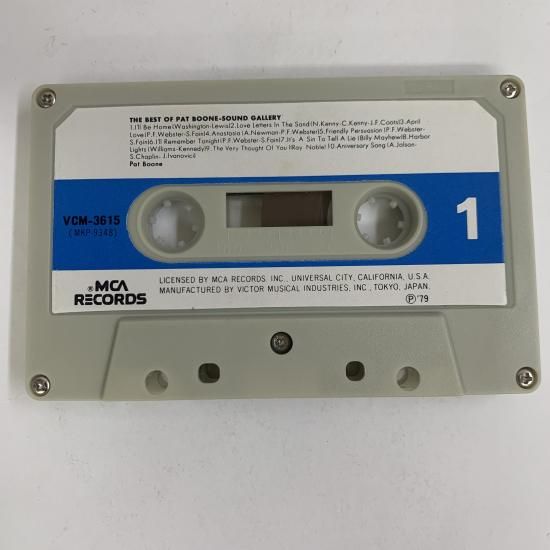 THE BEST OF PAT BOONE-SOUND GALLERY
1.I'll Be Home(Washington-Lewis)2.Love Letters In The Sand(N.Kenny-C.Kenny-J.F.Coots)3.April
Love(P.F.Webster-S.Fain)4.Anastasia(A.Newman-P.F.Webster)5.Friendly Persuasion(P.F.Webster-
S.Fain)6.I'll Remember Tonight(P.F.Webster-S.Fain)7.It's A Sin To Tell A Lie(Billy Mayhew)8.Harbor
Lights(Williams-Kennedy)9.The Very Thought Of You(Ray Noble)10.Aniversary Song(A.Jolson-
S.Chaplin-J.Ivanovici)
Pat Boone
VCM-3615
(MKP-9348)
1
®MCA
RECORDS
LICENSED BY MCA RECORDS, INC., UNIVERSAL CITY, CALIFORNIA, U.S.A.
MANUFACTURED BY VICTOR MUSICAL INDUSTRIES, INC., TOKYO, JAPAN.
Ⓟ'79